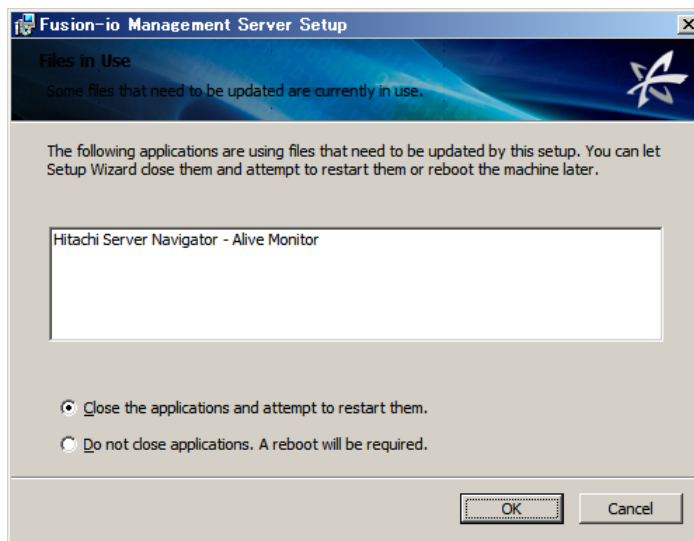 Fusion-io Management Server Setup
Files in Use
Some files that need to be updated are currently in use.
The following applications are using files that need to be updated by this setup. You can let
Setup Wizard close them and attempt to restart them or reboot the machine later.
Hitachi Server Navigator - Alive Monitor
Close the applications and attempt to restart them.
Do not close applications. A reboot will be required.
OK
Cancel